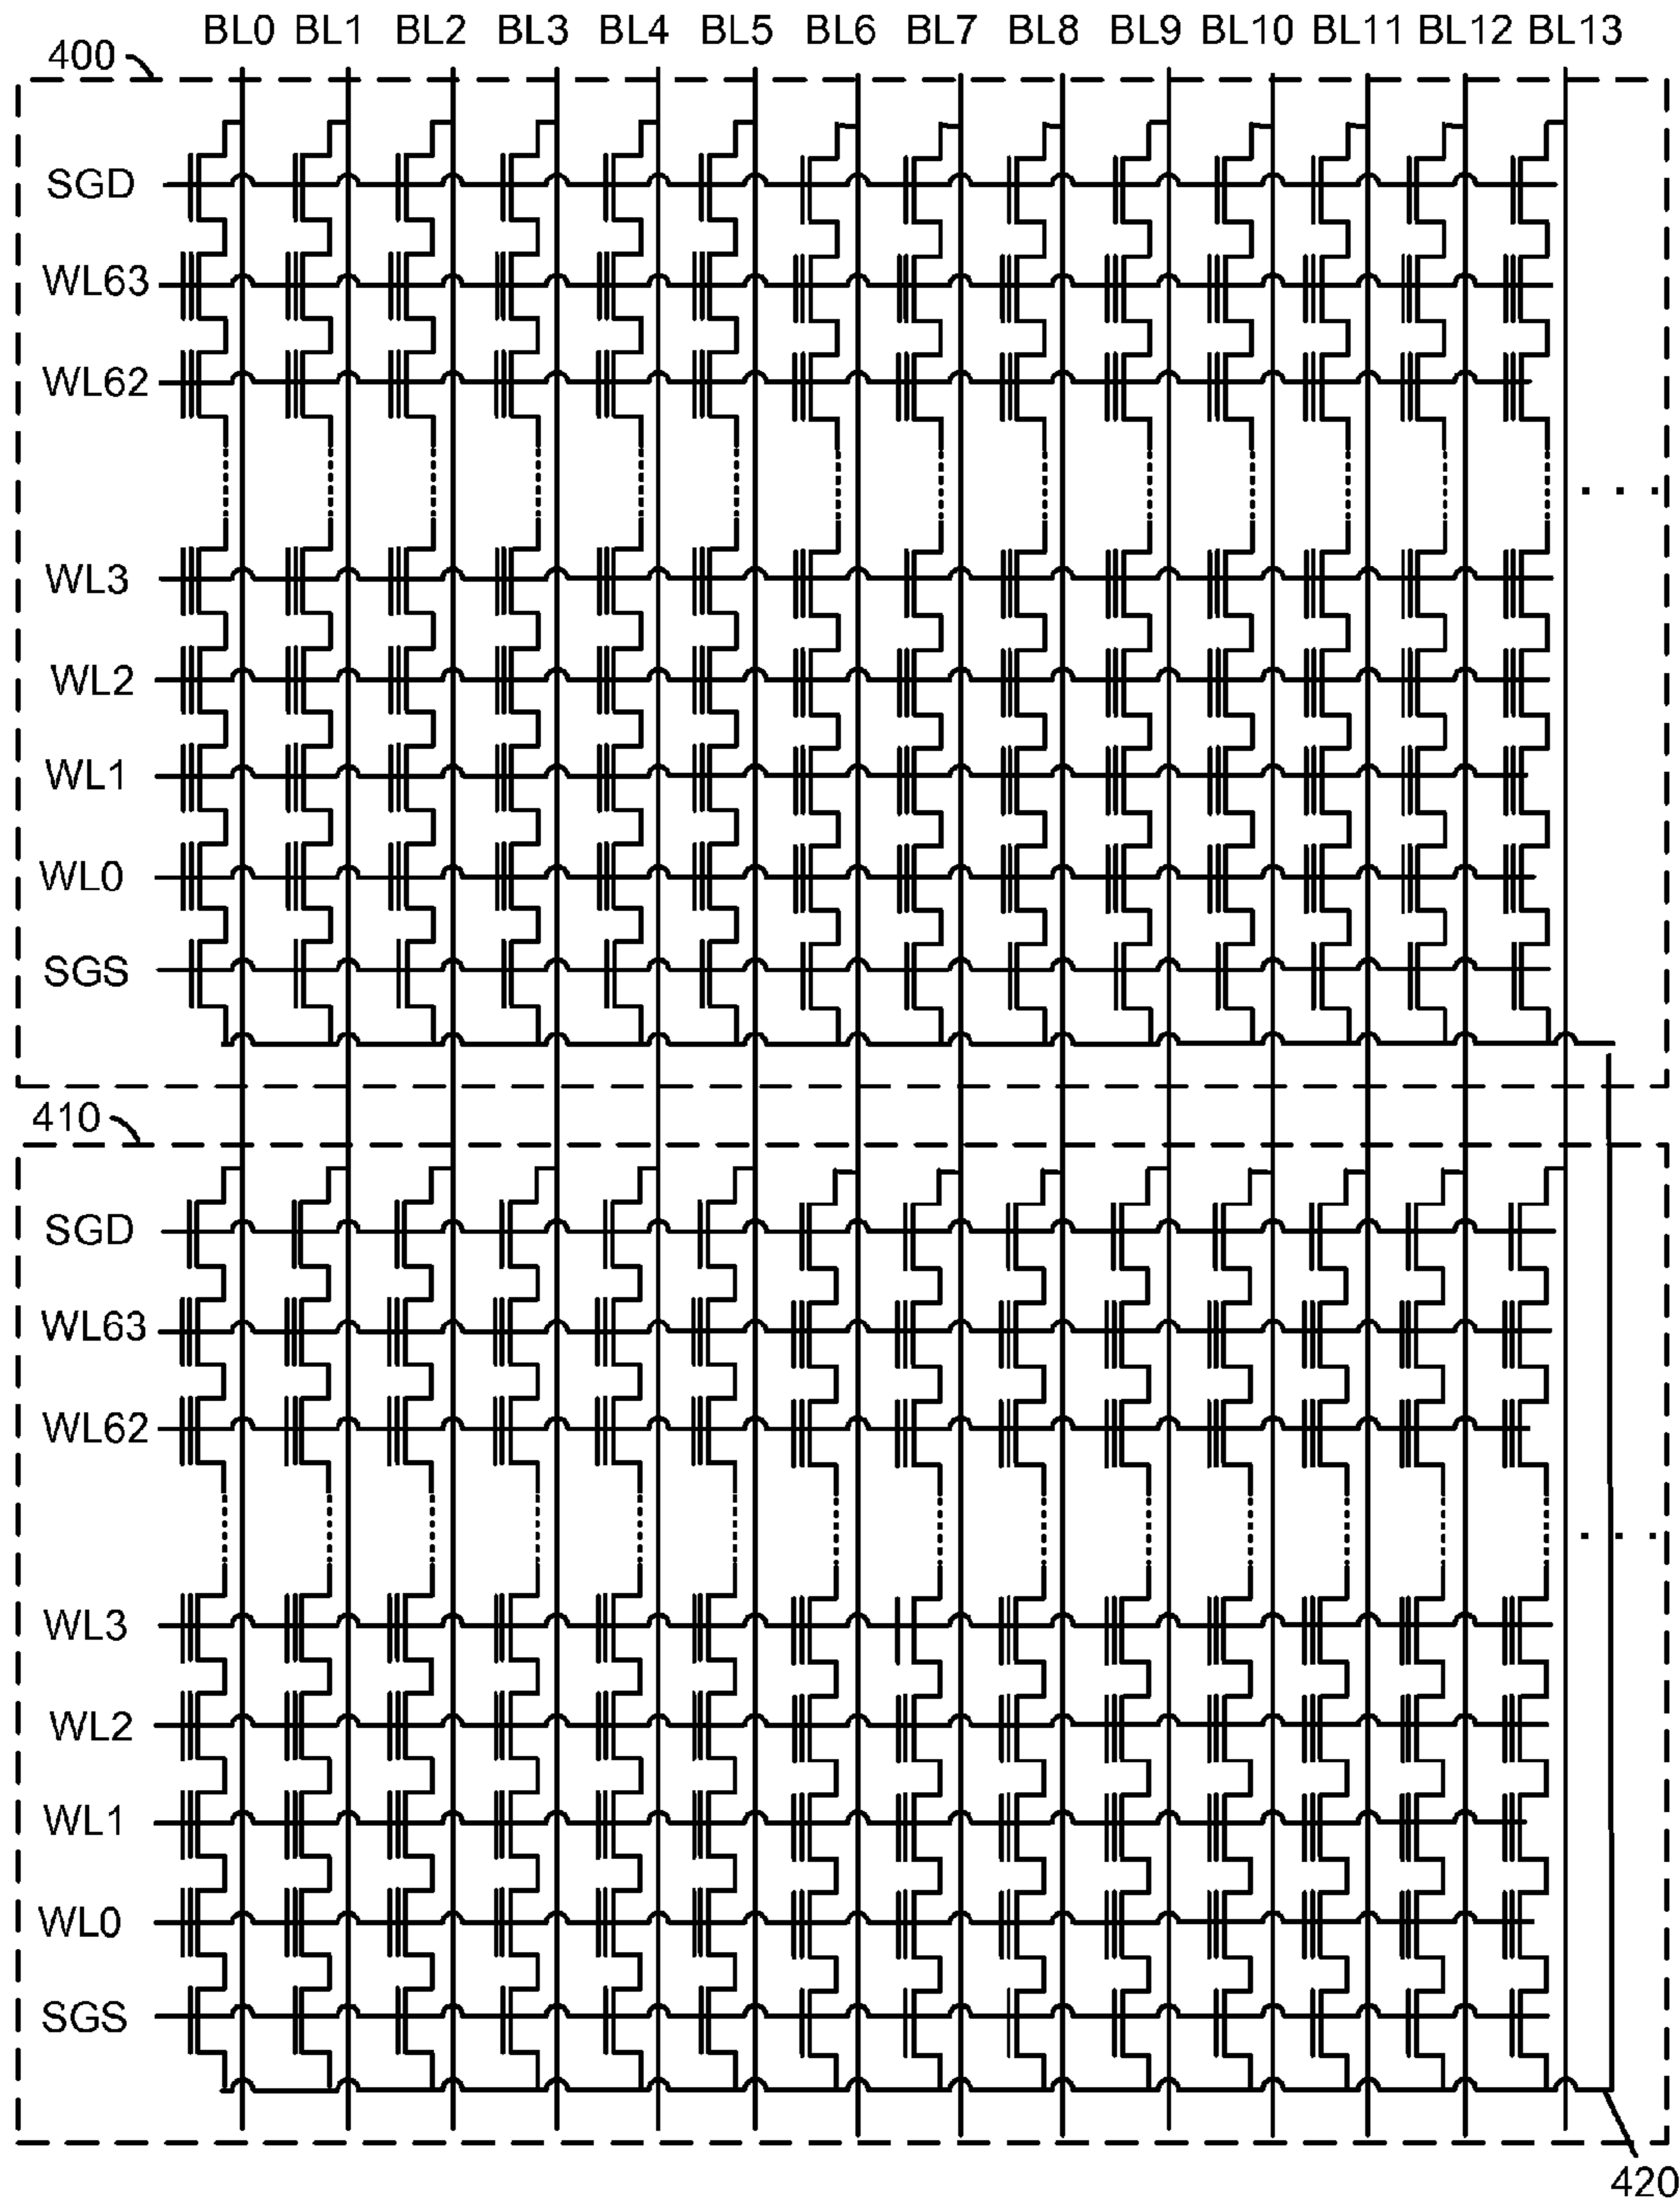 BL0 BL1 BL2 BL3 BL4 BL5 BL6 BL7 BL8 BL9 BL10 BL11 BL12 BL13
400
SGD
WL63
WL62
. . .
WL3
WL2
WL1
WL0
SGS
410
SGD
WL63
WL62
. . .
WL3
WL2
WL1
WL0
SGS
420